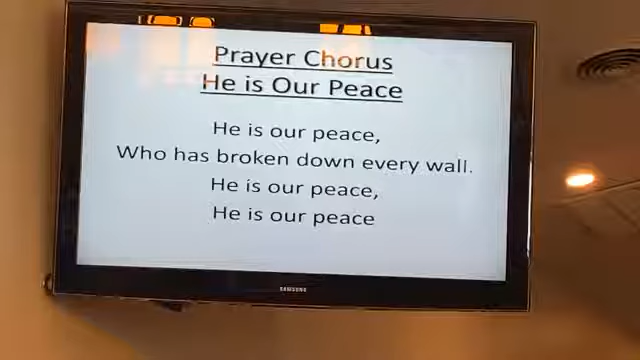 Prayer Chorus
He is Our Peace
He is our peace,
Who has broken down every wall.
He is our peace,
He is our peace
SAMSUNG